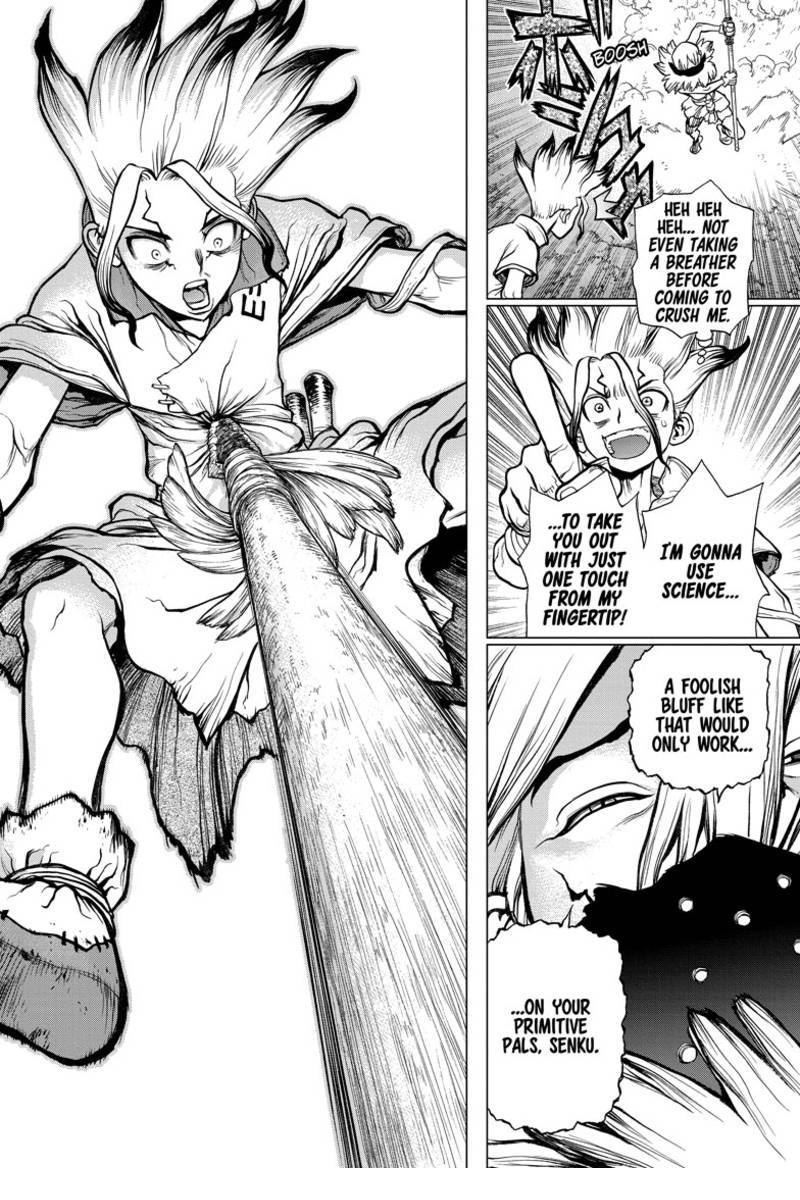 ボッ
BOOSH
HEH HEH
HEH... NOT
EVEN TAKING
A BREATHER
BEFORE
COMING TO
CRUSH ME.
I'M GONNA
USE
SCIENCE...
...TO TAKE
YOU OUT
WITH JUST
ONE TOUCH
FROM MY
FINGERTIP!
A FOOLISH
BLUFF LIKE
THAT WOULD
ONLY WORK...
...ON YOUR
PRIMITIVE
PALS, SENKU.